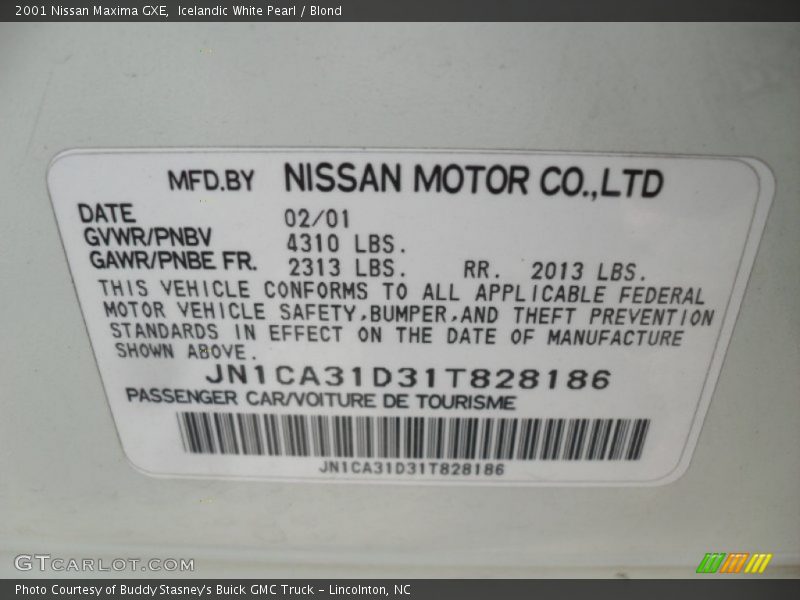 2001 Nissan Maxima GXE,  Icelandic White Pearl / Blond
MFD.BY NISSAN MOTOR CO.,LTD
DATE 02/01
GVWR/PNBV 4310 LBS.
GAWR/PNBE FR. 2313 LBS. RR. 2013 LBS.
THIS VEHICLE CONFORMS TO ALL APPLICABLE FEDERAL
MOTOR VEHICLE SAFETY,BUMPER,AND THEFT PREVENTION
STANDARDS IN EFFECT ON THE DATE OF MANUFACTURE
SHOWN ABOVE.
JN1CA31D31T828186
PASSENGER CAR/VOITURE DE TOURISME
JN1CA31D31T828186
GTCARLOT.COM
Photo Courtesy of Buddy Stasney's Buick GMC Truck - Lincolnton, NC